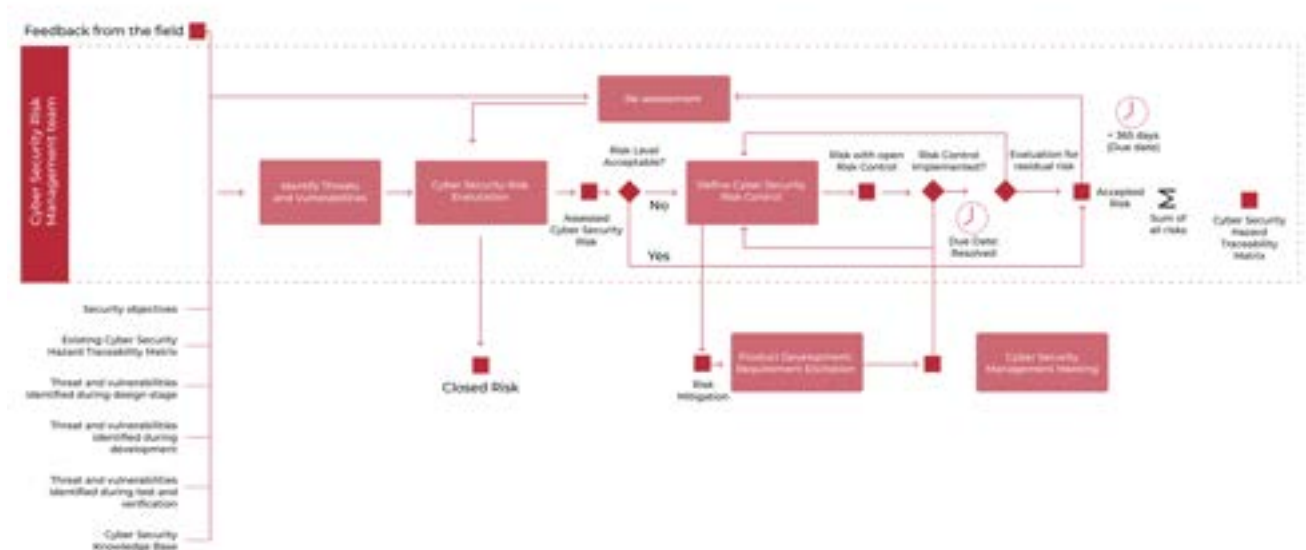 Feedback from the field
Cyber Security Risk
Management team
Re-assessment
< 365 days
(Due date)
Risk Level
Acceptable?
Risk with open
Risk Control
Risk Control
implemented?
Evaluation for
residual risk
Identify Threats
and Vulnerabilities
Cyber Security Risk
Evaluation
Define Cyber Security
Risk Control
No
Assessed
Cyber Security
Risk
Accepted
Risk
Sum of
all risks
Cyber Security
Hazard
Traceability
Matrix
Due Date:
Resolved
Yes
Security objectives
Existing Cyber Security
Hazard Traceability Matrix
Threat and vulnerabilities
identified during design stage
Threat and vulnerabilities
identified during
development
Threat and vulnerabilities
identified during test and
verification
Cyber Security
Knowledge Base
Closed Risk
Risk
Mitigation
Product Development:
Requirement Elicitation
Cyber Security
Management Meeting